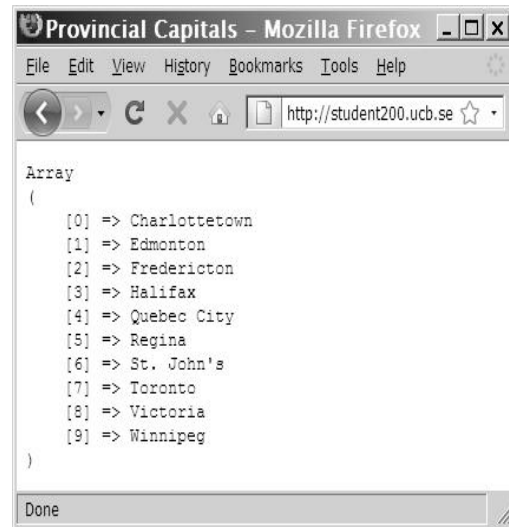 Provincial Capitals – Mozilla Firefox
File Edit View History Bookmarks Tools Help
http://student200.ucb.se
Array
(
[0] => Charlottetown
[1] => Edmonton
[2] => Fredericton
[3] => Halifax
[4] => Quebec City
[5] => Regina
[6] => St. John's
[7] => Toronto
[8] => Victoria
[9] => Winnipeg
)
Done